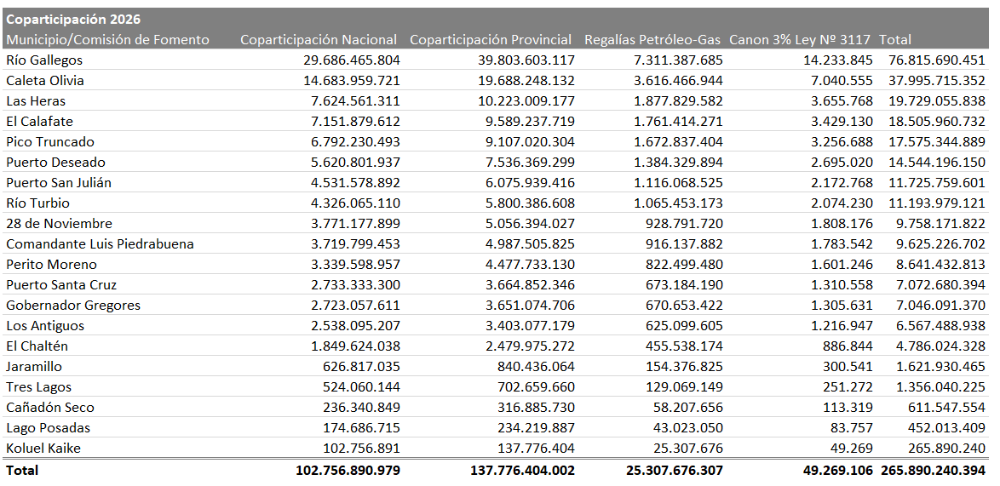 Coparticipación 2026
Municipio/Comisión de Fomento Coparticipación Nacional Coparticipación Provincial Regalías Petróleo-Gas Canon 3% Ley Nº 3117 Total
Río Gallegos 29.686.465.804 39.803.603.117 7.311.387.685 14.233.845 76.815.690.451
Caleta Olivia 14.683.959.721 19.688.248.132 3.616.466.944 7.040.555 37.995.715.352
Las Heras 7.624.561.311 10.223.009.177 1.877.829.582 3.655.768 19.729.055.838
El Calafate 7.151.879.612 9.589.237.719 1.761.414.271 3.429.130 18.505.960.732
Pico Truncado 6.792.230.493 9.107.020.304 1.672.837.404 3.256.688 17.575.344.889
Puerto Deseado 5.620.801.937 7.536.369.299 1.384.329.894 2.695.020 14.544.196.150
Puerto San Julián 4.531.578.892 6.075.939.416 1.116.068.525 2.172.768 11.725.759.601
Río Turbio 4.326.065.110 5.800.386.608 1.065.453.173 2.074.230 11.193.979.121
28 de Noviembre 3.771.177.899 5.056.394.027 928.791.720 1.808.176 9.758.171.822
Comandante Luis Piedrabuena 3.719.799.453 4.987.505.825 916.137.882 1.783.542 9.625.226.702
Perito Moreno 3.339.598.957 4.477.733.130 822.499.480 1.601.246 8.641.432.813
Puerto Santa Cruz 2.733.333.300 3.664.852.346 673.184.190 1.310.558 7.072.680.394
Gobernador Gregores 2.723.057.611 3.651.074.706 670.653.422 1.305.631 7.046.091.370
Los Antiguos 2.538.095.207 3.403.077.179 625.099.605 1.216.947 6.567.488.938
El Chaltén 1.849.624.038 2.479.975.272 455.538.174 886.844 4.786.024.328
Jaramillo 626.817.035 840.436.064 154.376.825 300.541 1.621.930.465
Tres Lagos 524.060.144 702.659.660 129.069.149 251.272 1.356.040.225
Cañadón Seco 236.340.849 316.885.730 58.207.656 113.319 611.547.554
Lago Posadas 174.686.715 234.219.887 43.023.050 83.757 452.013.409
Koluel Kaike 102.756.891 137.776.404 25.307.676 49.269 265.890.240
Total 102.756.890.979 137.776.404.002 25.307.676.307 49.269.106 265.890.240.394